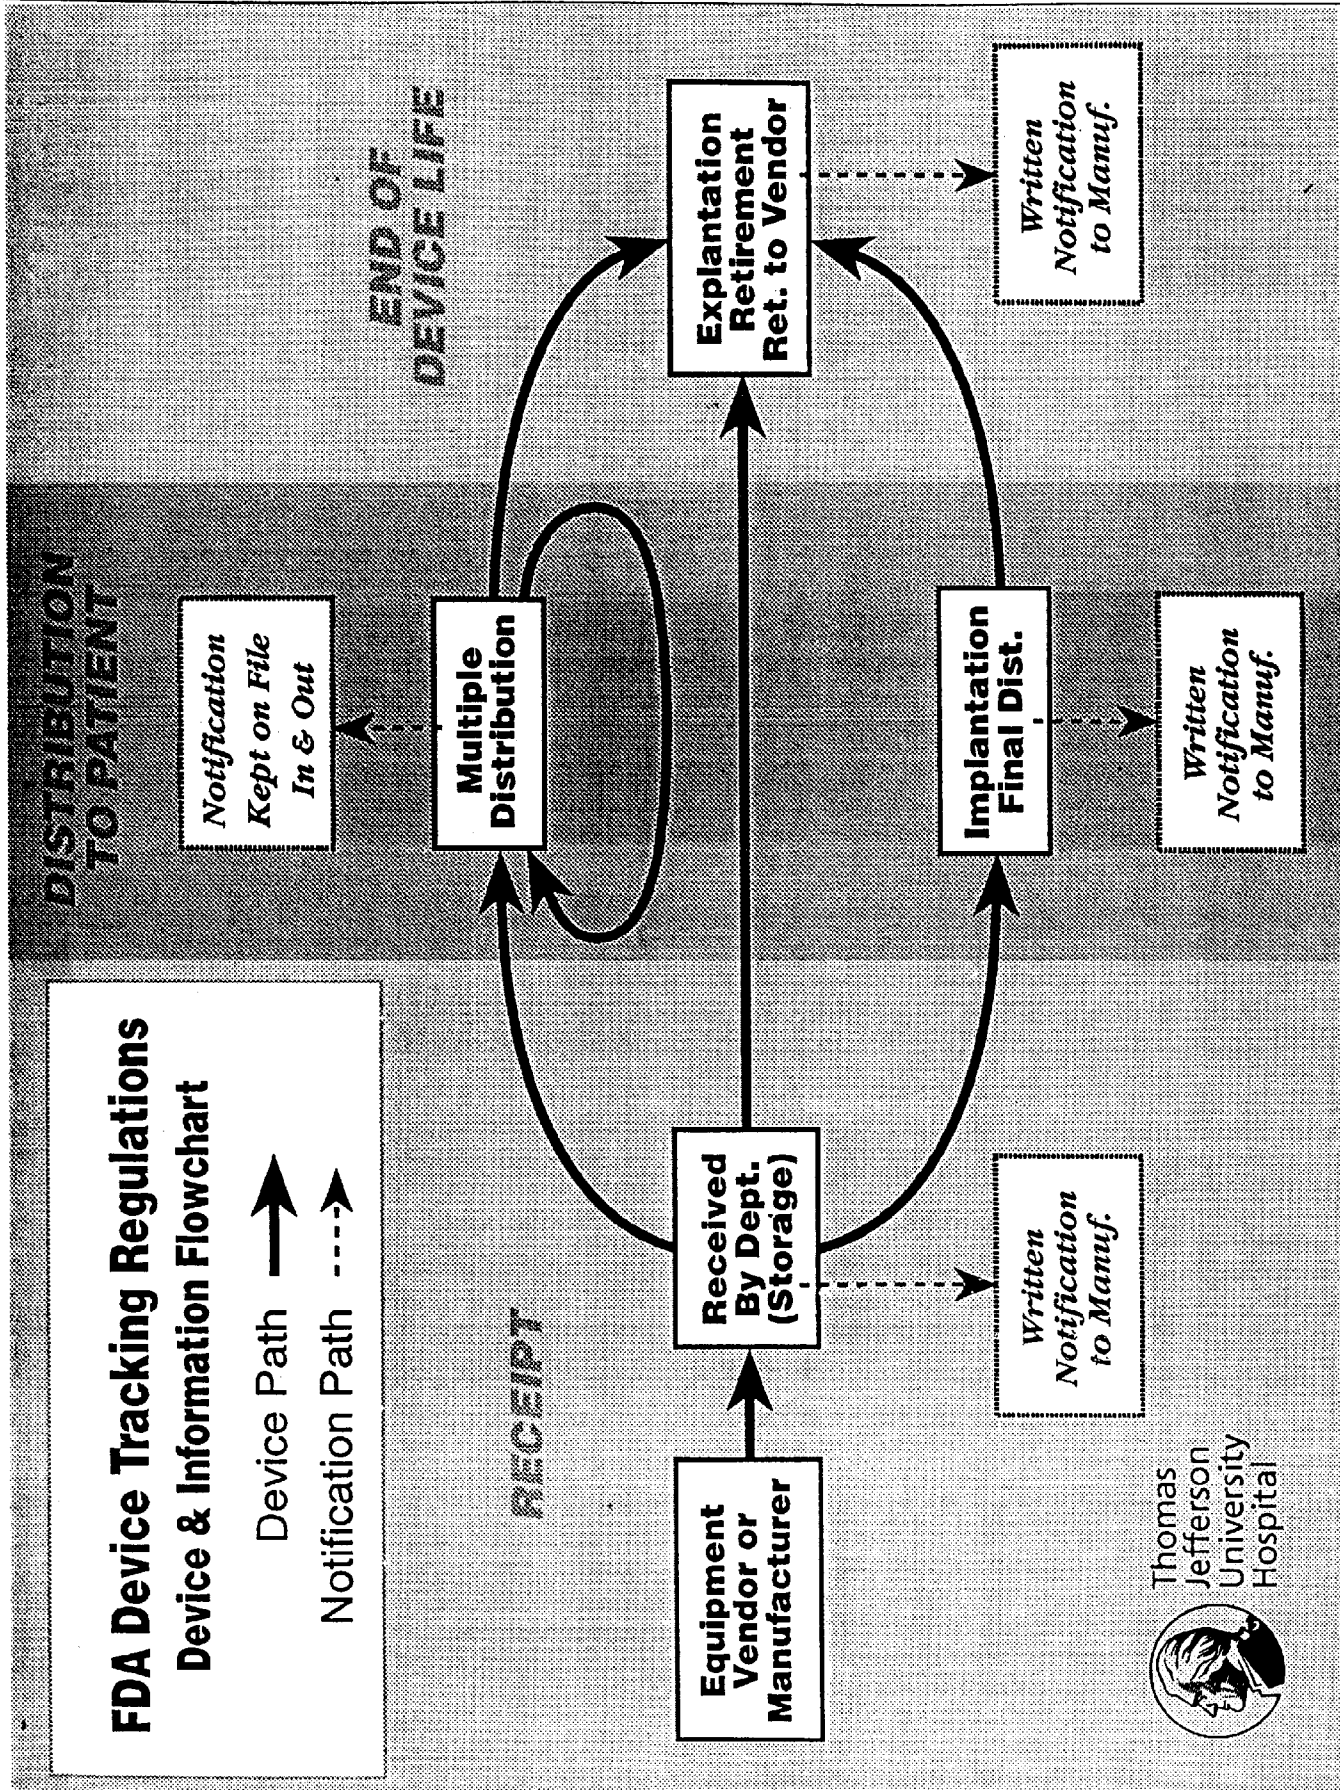 FDA Device Tracking Regulations
Device & Information Flowchart
Device Path
Notification Path
RECEIPT
DISTRIBUTION
TO PATIENT
END OF
DEVICE LIFE
Equipment
Vendor or
Manufacturer
Received
By Dept.
(Storage)
Written
Notification
to Manuf.
Notification
Kept on File
In & Out
Multiple
Distribution
Implantation
Final Dist.
Written
Notification
to Manuf.
Explantation
Retirement
Ret. to Vendor
Written
Notification
to Manuf.
Thomas
Jefferson
University
Hospital